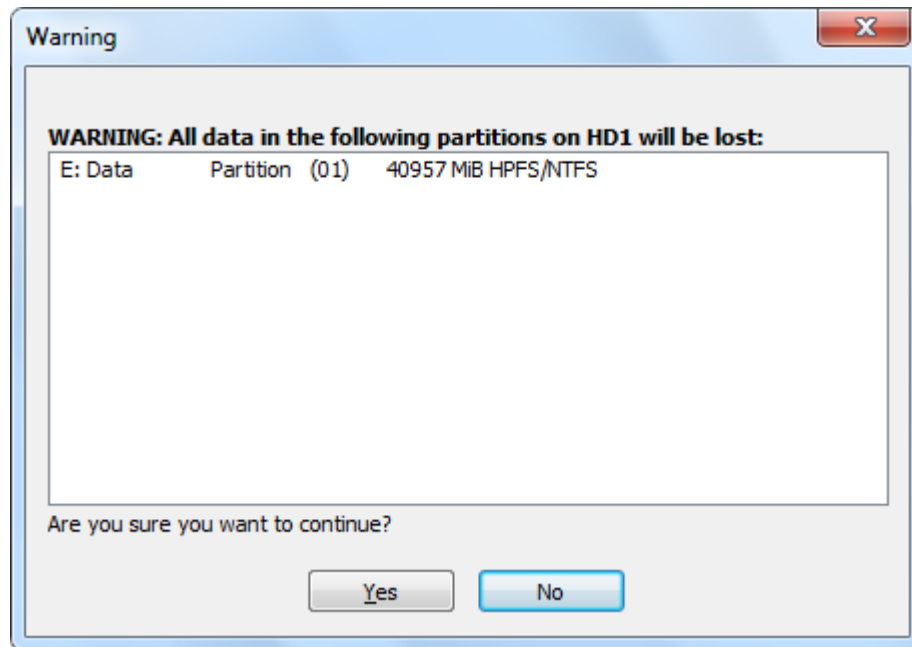 Warning
WARNING: All data in the following partitions on HD1 will be lost:
E: Data Partition (01) 40957 MiB HPFS/NTFS
Are you sure you want to continue?
Yes No